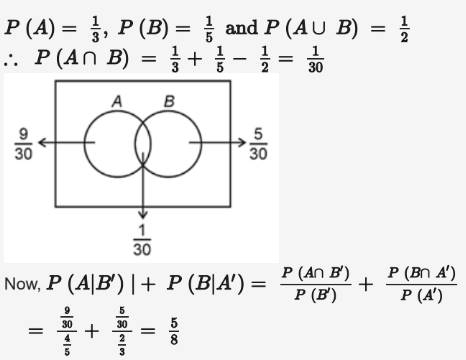 P (A) = 1/3, P (B) = 1/5 and P (A ∪ B) = 1/2
∴ P (A ∩ B) = 1/3 + 1/5 − 1/2 = 1/30
A B
9/30 5/30
1/30
Now, P (A|B′) | + P (B|A′) = P (A∩ B′)/P (B′) + P (B∩ A′)/P (A′)
= (9/30)/(4/5) + (5/30)/(2/3) = 5/8